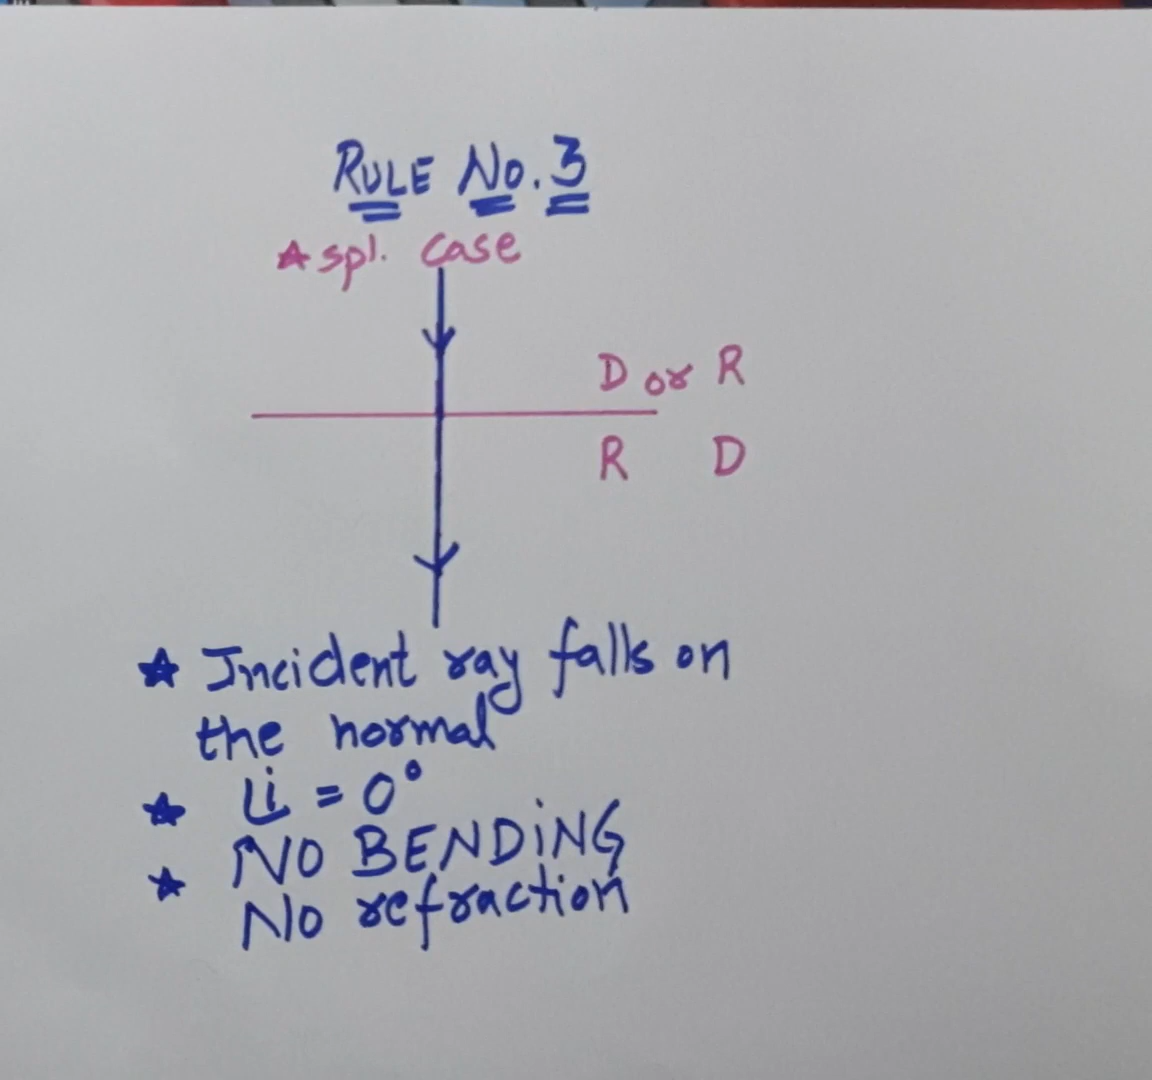 RULE No. 3
★ spl. case
D or R
R D
★ Incident ray falls on
the normal
★ ∠i = 0°
★ NO BENDING
No refraction